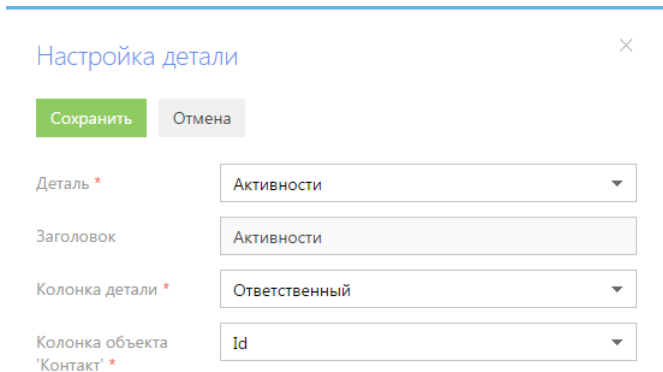 Настройка детали
Сохранить Отмена
Деталь * Активности
Заголовок Активности
Колонка детали * Ответственный
Колонка объекта Id
'Контакт' *